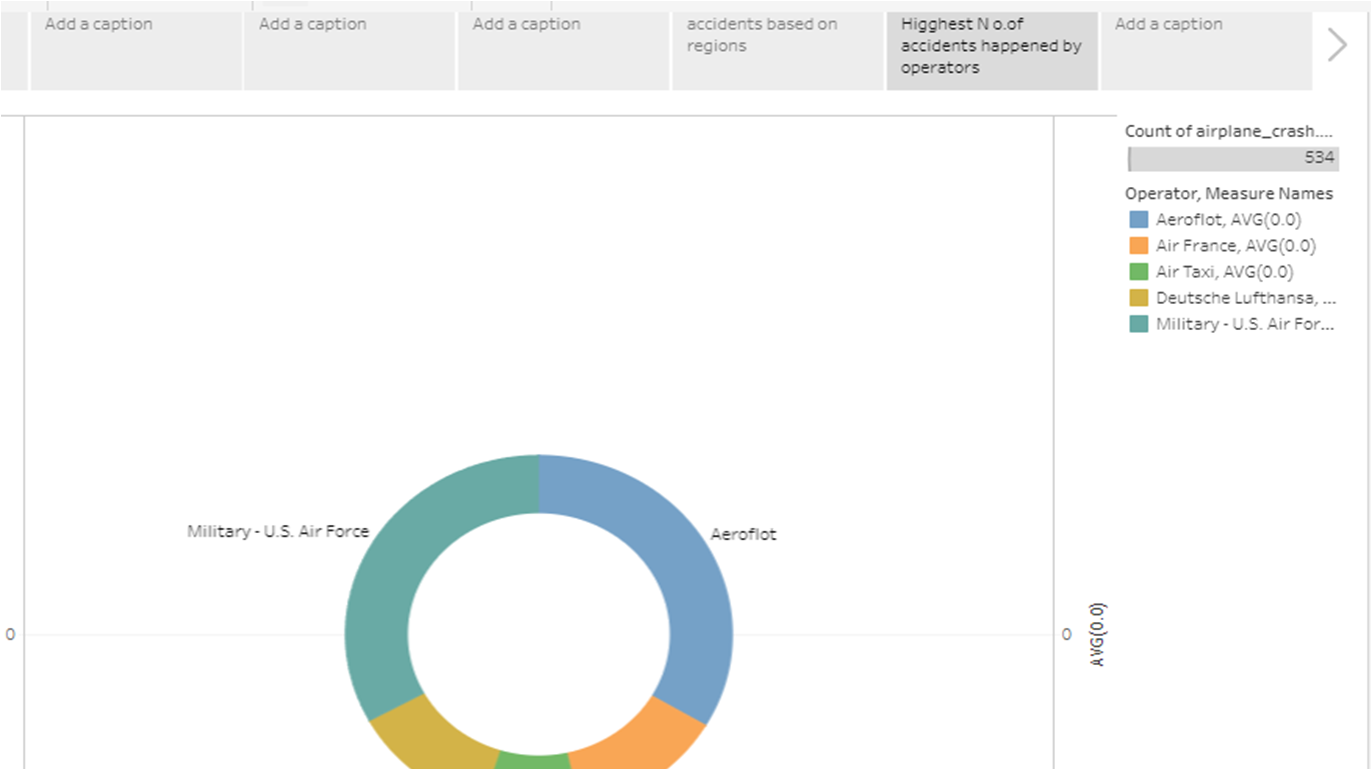 Add a caption
Add a caption
Add a caption
accidents based on
regions
Higghest N o.of
accidents happened by
operators
Add a caption
Count of airplane_crash....
534
Operator, Measure Names
Aeroflot, AVG(0.0)
Air France, AVG(0.0)
Air Taxi, AVG(0.0)
Deutsche Lufthansa, ...
Military - U.S. Air For...
Military - U.S. Air Force
Aeroflot
0
0
AVG(0.0)